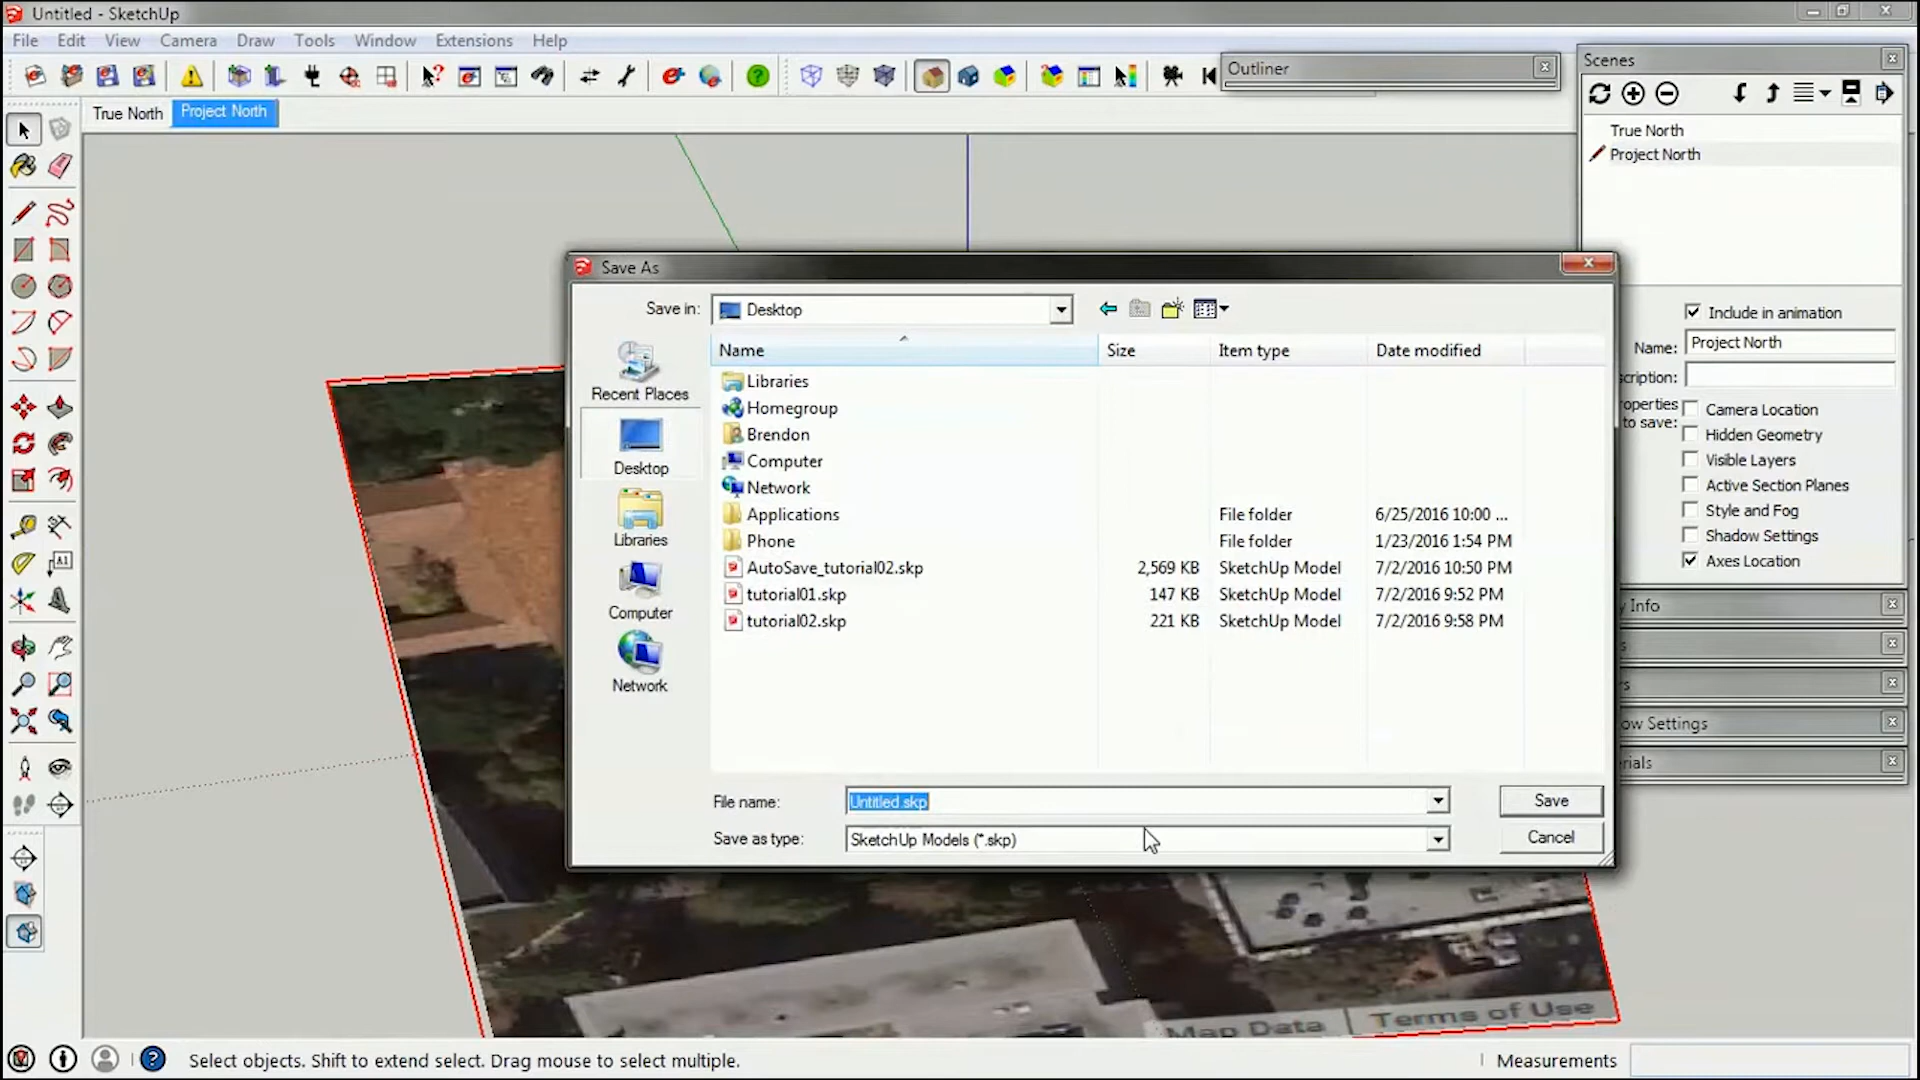 Untitled - SketchUp
File Edit View Camera Draw Tools Window Extensions Help
Outliner
Scenes
True North Project North
True North
Project North
Include in animation
Name: Project North
cription:
roperties
to save:
Camera Location
Hidden Geometry
Visible Layers
Active Section Planes
Style and Fog
Shadow Settings
Axes Location
y Info
s
rs
ow Settings
rials
Save As
Save in: Desktop
Name Size Item type Date modified
Recent Places
Desktop
Libraries
Computer
Network
Libraries
Homegroup
Brendon
Computer
Network
Applications File folder 6/25/2016 10:00 ...
Phone File folder 1/23/2016 1:54 PM
AutoSave_tutorial02.skp 2,569 KB SketchUp Model 7/2/2016 10:50 PM
tutorial01.skp 147 KB SketchUp Model 7/2/2016 9:52 PM
tutorial02.skp 221 KB SketchUp Model 7/2/2016 9:58 PM
File name: Untitled.skp Save
Save as type: SketchUp Models (*.skp) Cancel
Map Data Terms of Use
Select objects. Shift to extend select. Drag mouse to select multiple.
Measurements